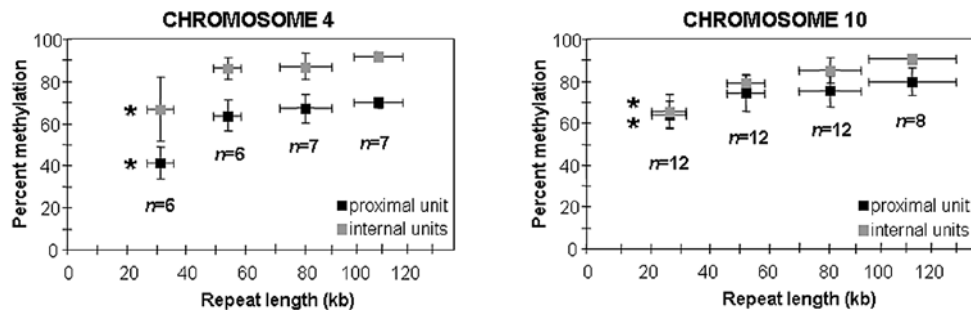 CHROMOSOME 4
Percent methylation
100
80
60
40
20
0
*
*
n=6
n=6
n=7
n=7
proximal unit
internal units
0 20 40 60 80 100 120
Repeat length (kb)
CHROMOSOME 10
Percent methylation
100
80
60
40
20
0
*
*
n=12
n=12
n=12
n=8
proximal unit
internal units
0 20 40 60 80 100 120
Repeat length (kb)